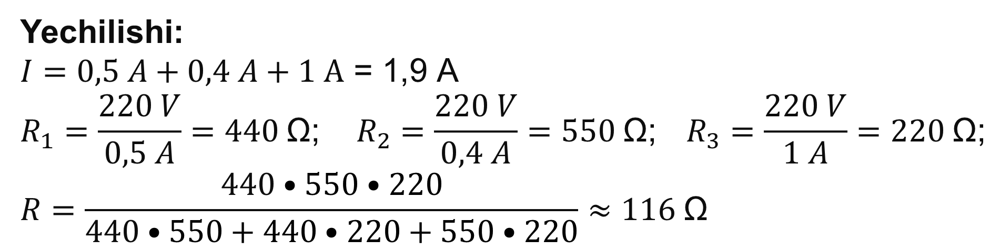 Yechilishi:
I = 0,5 A + 0,4 A + 1 A = 1,9 A
R₁ = 220 V / 0,5 A = 440 Ω; R₂ = 220 V / 0,4 A = 550 Ω; R₃ = 220 V / 1 A = 220 Ω;
R = 440 • 550 • 220 / 440 • 550 + 440 • 220 + 550 • 220 ≈ 116 Ω